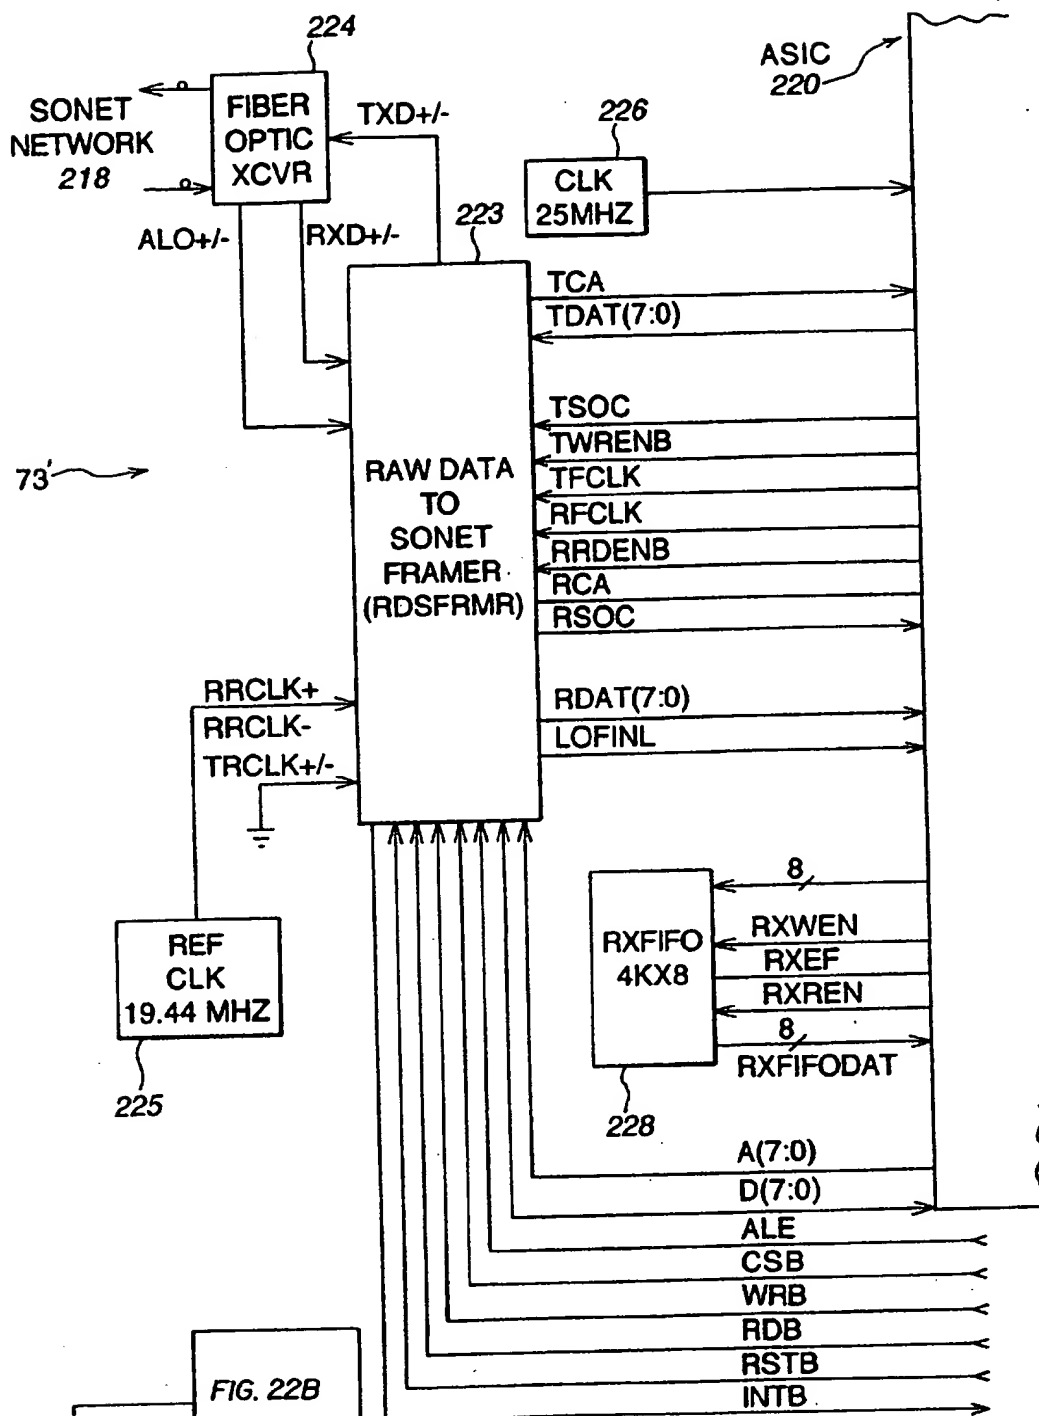 224
ASIC
220
SONET
NETWORK
218
FIBER
OPTIC
XCVR
TXD+/-
226
CLK
25MHZ
ALO+/-
RXD+/-
223
TCA
TDAT(7:0)
TSOC
TWRENB
TFCLK
RFCLK
RRDENB
RCA
RSOC
73'
RAW DATA
TO
SONET
FRAMER
(RDSFRMR)
RRCLK+
RRCLK-
TRCLK+/-
RDAT(7:0)
LOFINL
REF
CLK
19.44 MHZ
225
RXFIFO
4KX8
228
8
RXWEN
RXEF
RXREN
8
RXFIFODAT
A(7:0)
D(7:0)
ALE
CSB
WRB
RDB
RSTB
INTB
FIG. 22B